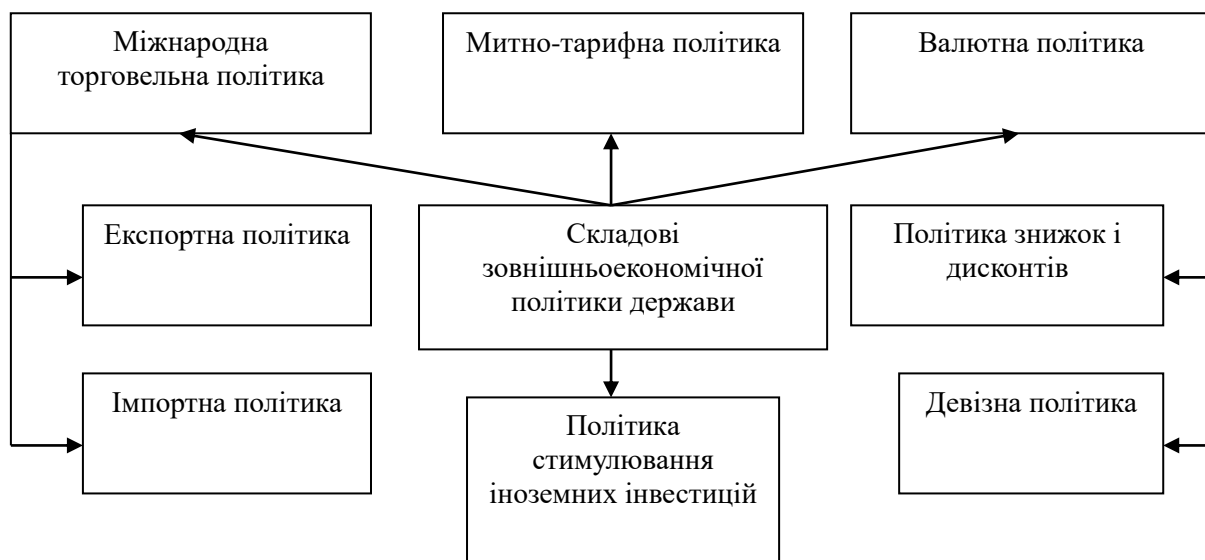 Міжнародна
торговельна політика
Митно-тарифна політика
Валютна політика
Експортна політика
Складові
зовнішньоекономічної
політики держави
Політика знижок і
дисконтів
Імпортна політика
Політика
стимулювання
іноземних інвестицій
Девізна політика